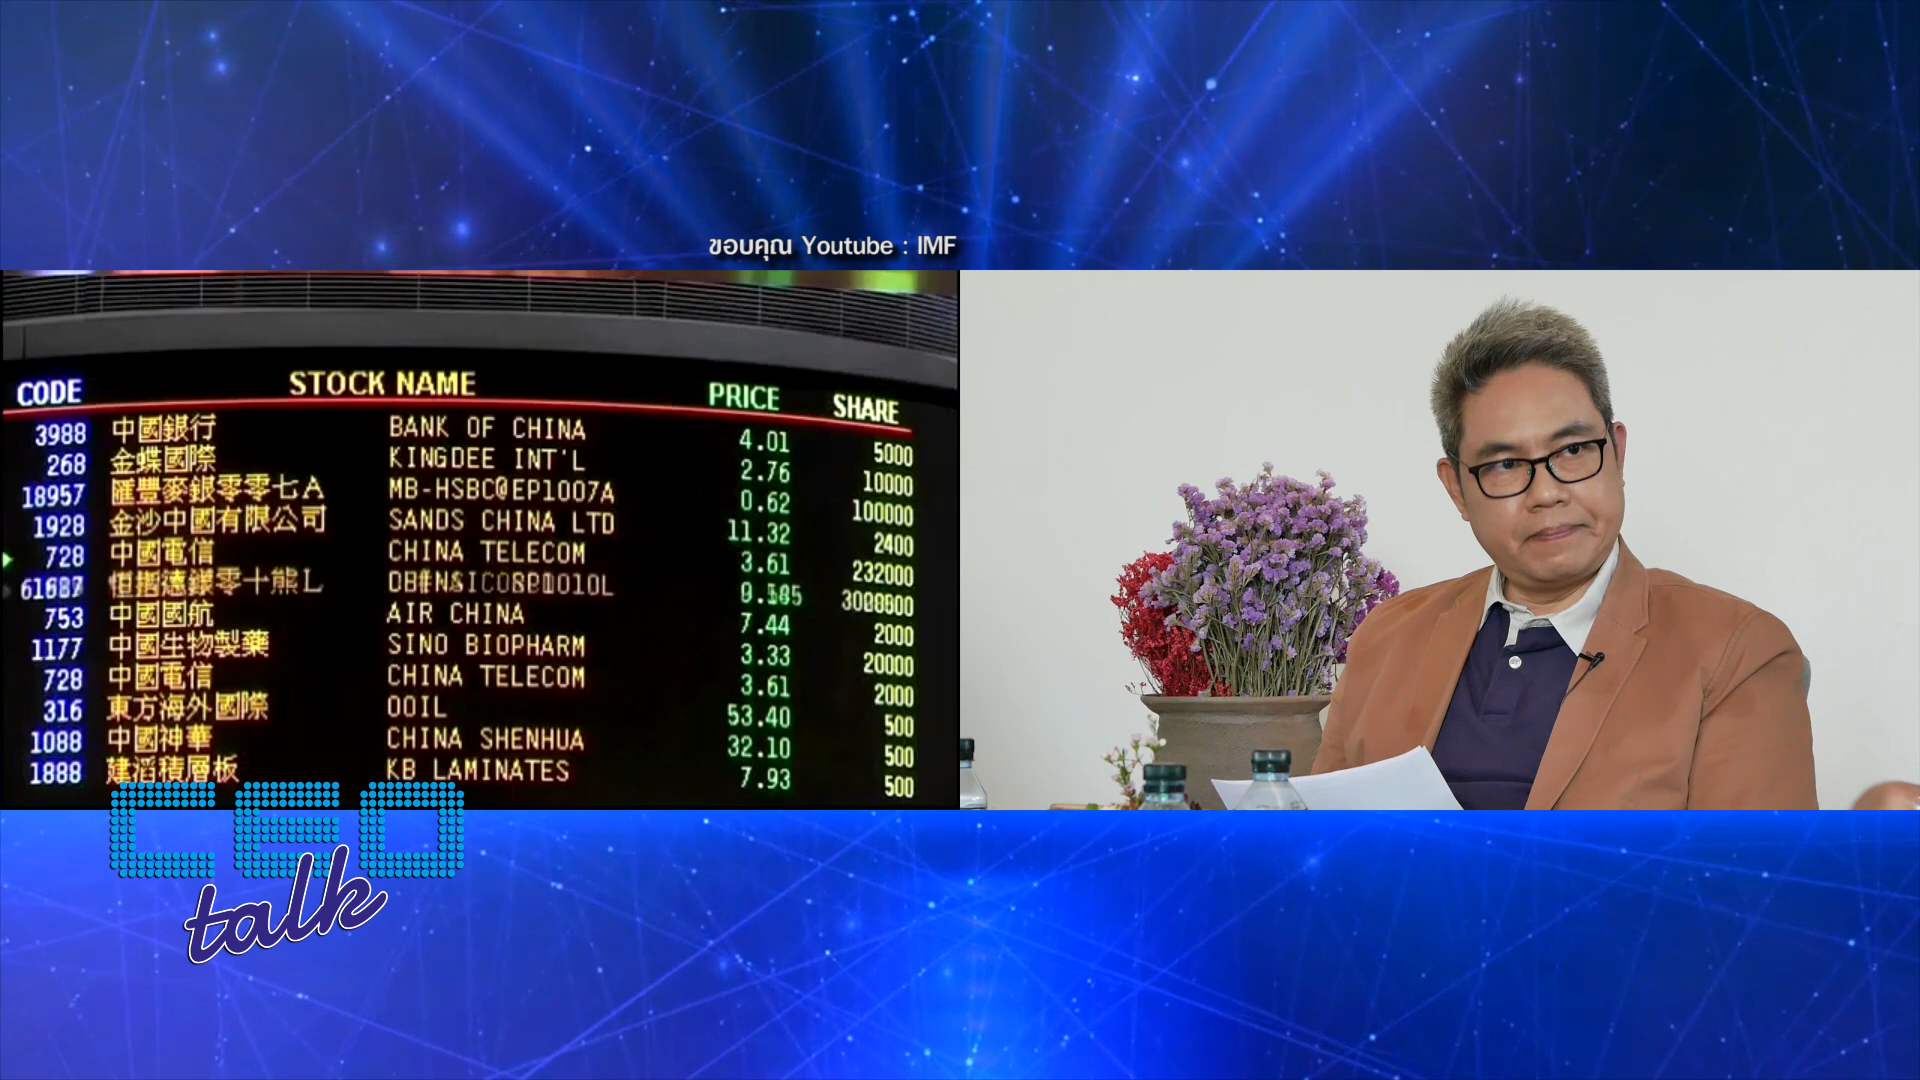 ขอบคุณ Youtube : IMF
CODE STOCK NAME PRICE SHARE
3988 中國銀行 BANK OF CHINA 4.01 5000
268 金蝶國際 KINGDEE INT'L 2.76 10000
18957 匯豐麥銀零零七A MB-HSBC@EP1007A 0.62 100000
1928 金沙中國有限公司 SANDS CHINA LTD 11.32 2400
728 中國電信 CHINA TELECOM 3.61 232000
753 中國國航 AIR CHINA 7.44 2000
1177 中國生物製藥 SINO BIOPHARM 3.33 20000
728 中國電信 CHINA TELECOM 3.61 2000
316 東方海外國際 OOIL 53.40 500
1088 中國神華 CHINA SHENHUA 32.10 500
1888 建滔積層板 KB LAMINATES 7.93 500
CEO
talk